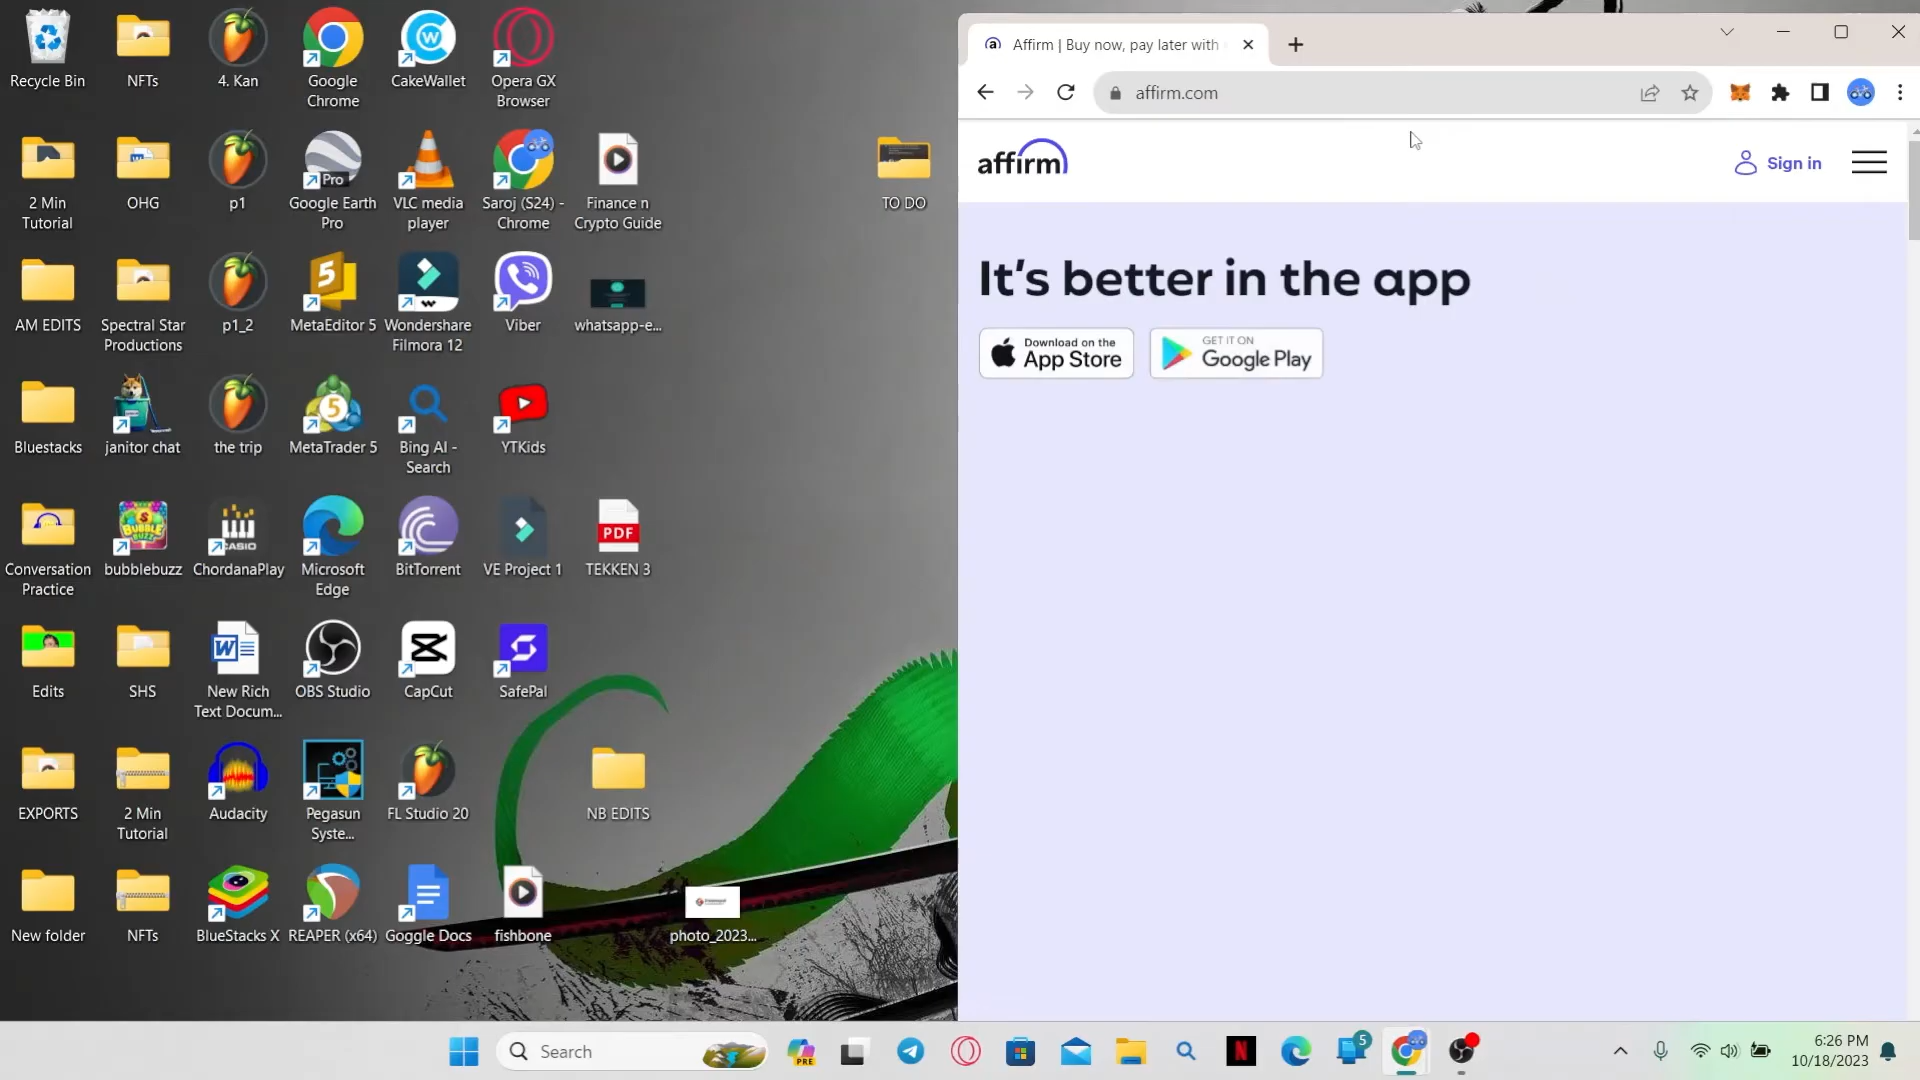 Recycle Bin
NFTs
4. Kan
Google
Chrome
CakeWallet
Opera GX
Browser
2 Min
Tutorial
OHG
p1
Pro
Google Earth
Pro
VLC media
player
Saroj (S24) -
Chrome
Finance n
Crypto Guide
TO DO
AM EDITS
Spectral Star
Productions
p1_2
5
MetaEditor 5
Wondershare
Filmora 12
Viber
whatsapp-e...
Bluestacks
janitor chat
the trip
5
MetaTrader 5
Bing AI -
Search
YTKids
Conversation
Practice
BUBBLE
BUZZ
bubblebuzz
CASIO
ChordanaPlay
Microsoft
Edge
BitTorrent
VE Project 1
PDF
TEKKEN 3
Edits
SHS
W
New Rich
Text Docum...
OBS Studio
CapCut
SafePal
EXPORTS
2 Min
Tutorial
Audacity
Pegasun
Syste...
FL Studio 20
NB EDITS
New folder
NFTs
BlueStacks X
REAPER (x64)
Goggle Docs
fishbone
photo_2023...
a
Affirm | Buy now, pay later with
affirm.com
affirm
Sign in
It's better in the app
Download on the
App Store
GET IT ON
Google Play
Search
PRE
N
5
6:26 PM
10/18/2023